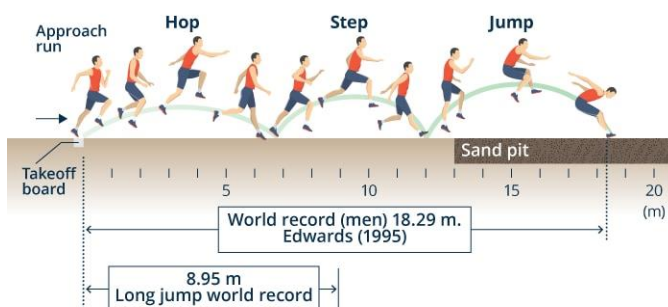 Hop
Step
Jump
Approach
run
Sand pit
Takeoff
board
5
10
15
20
(m)
World record (men) 18.29 m.
Edwards (1995)
8.95 m
Long jump world record